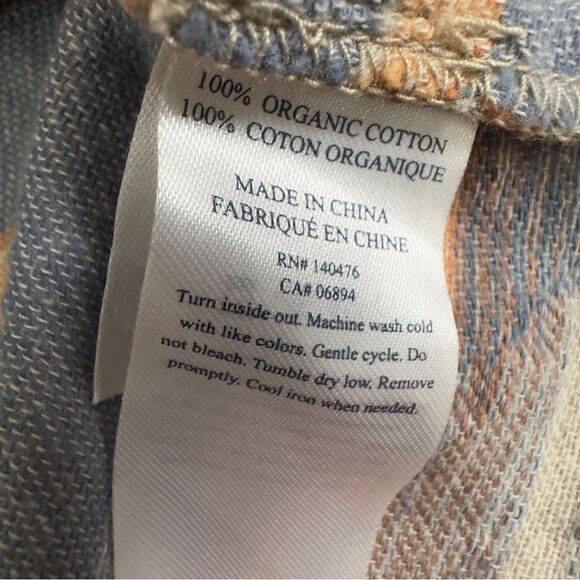 100% ORGANIC COTTON
100% COTON ORGANIQUE
MADE IN CHINA
FABRIQUÉ EN CHINE
RN# 140476
CA# 06894
Turn inside out. Machine wash cold
with like colors. Gentle cycle. Do
not bleach. Tumble dry low. Remove
promptly. Cool iron when needed.